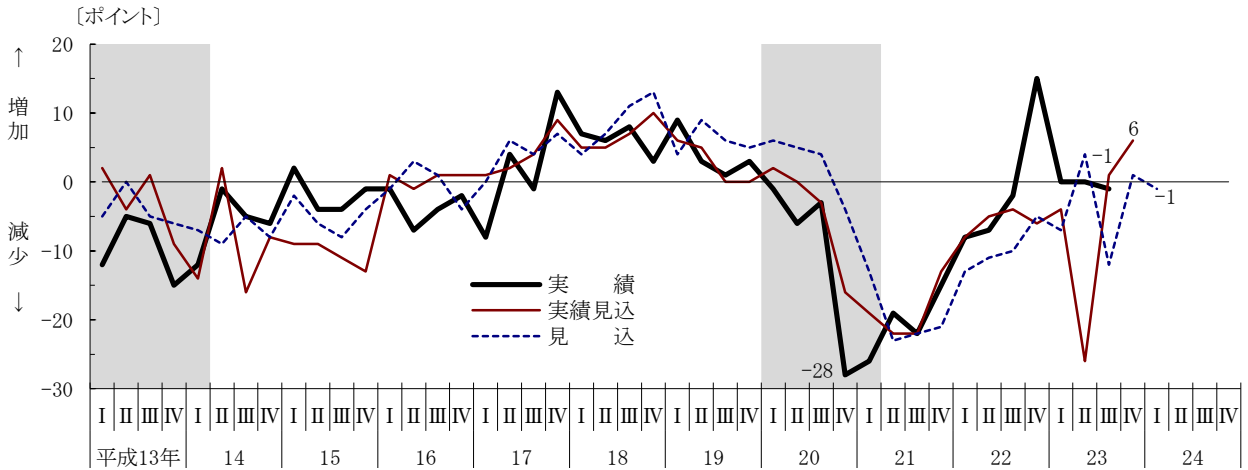 〔ポイント〕
20
10
0
-10
-20
-30
↑
増
加
減
少
↓
実 績
実績見込
見 込
-28
-1
6
-1
Ⅰ Ⅱ Ⅲ Ⅳ Ⅰ Ⅱ Ⅲ Ⅳ Ⅰ Ⅱ Ⅲ Ⅳ Ⅰ Ⅱ Ⅲ Ⅳ Ⅰ Ⅱ Ⅲ Ⅳ Ⅰ Ⅱ Ⅲ Ⅳ Ⅰ Ⅱ Ⅲ Ⅳ Ⅰ Ⅱ Ⅲ Ⅳ Ⅰ Ⅱ Ⅲ Ⅳ Ⅰ Ⅱ Ⅲ Ⅳ Ⅰ Ⅱ Ⅲ Ⅳ Ⅰ Ⅱ Ⅲ Ⅳ
平成13年 14 15 16 17 18 19 20 21 22 23 24